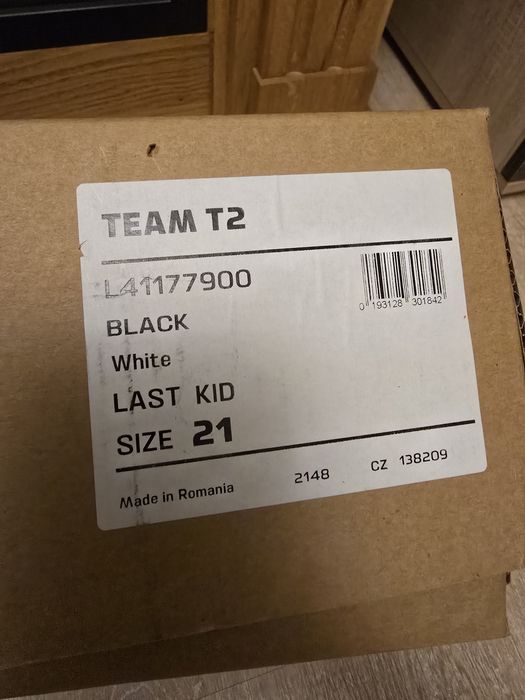 TEAM T2
L41177900
BLACK
White
LAST KID
SIZE 21
0 193128 301842
Made in Romania 2148 CZ 138209